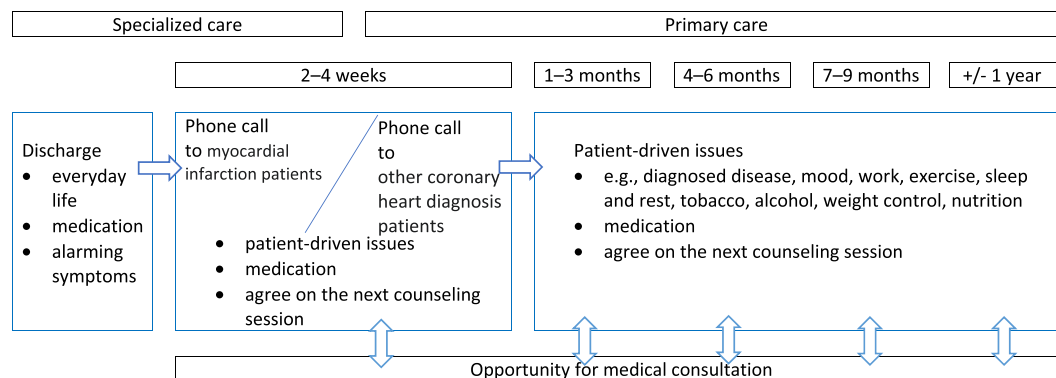 Specialized care
Primary care
2–4 weeks
1–3 months
4–6 months
7–9 months
+/- 1 year
Discharge
• everyday
life
• medication
• alarming
symptoms
Phone call
to myocardial
infarction patients
Phone call
to
other coronary
heart diagnosis
patients
• patient-driven issues
• medication
• agree on the next counseling
session
Patient-driven issues
• e.g., diagnosed disease, mood, work, exercise, sleep
and rest, tobacco, alcohol, weight control, nutrition
• medication
• agree on the next counseling session
Opportunity for medical consultation